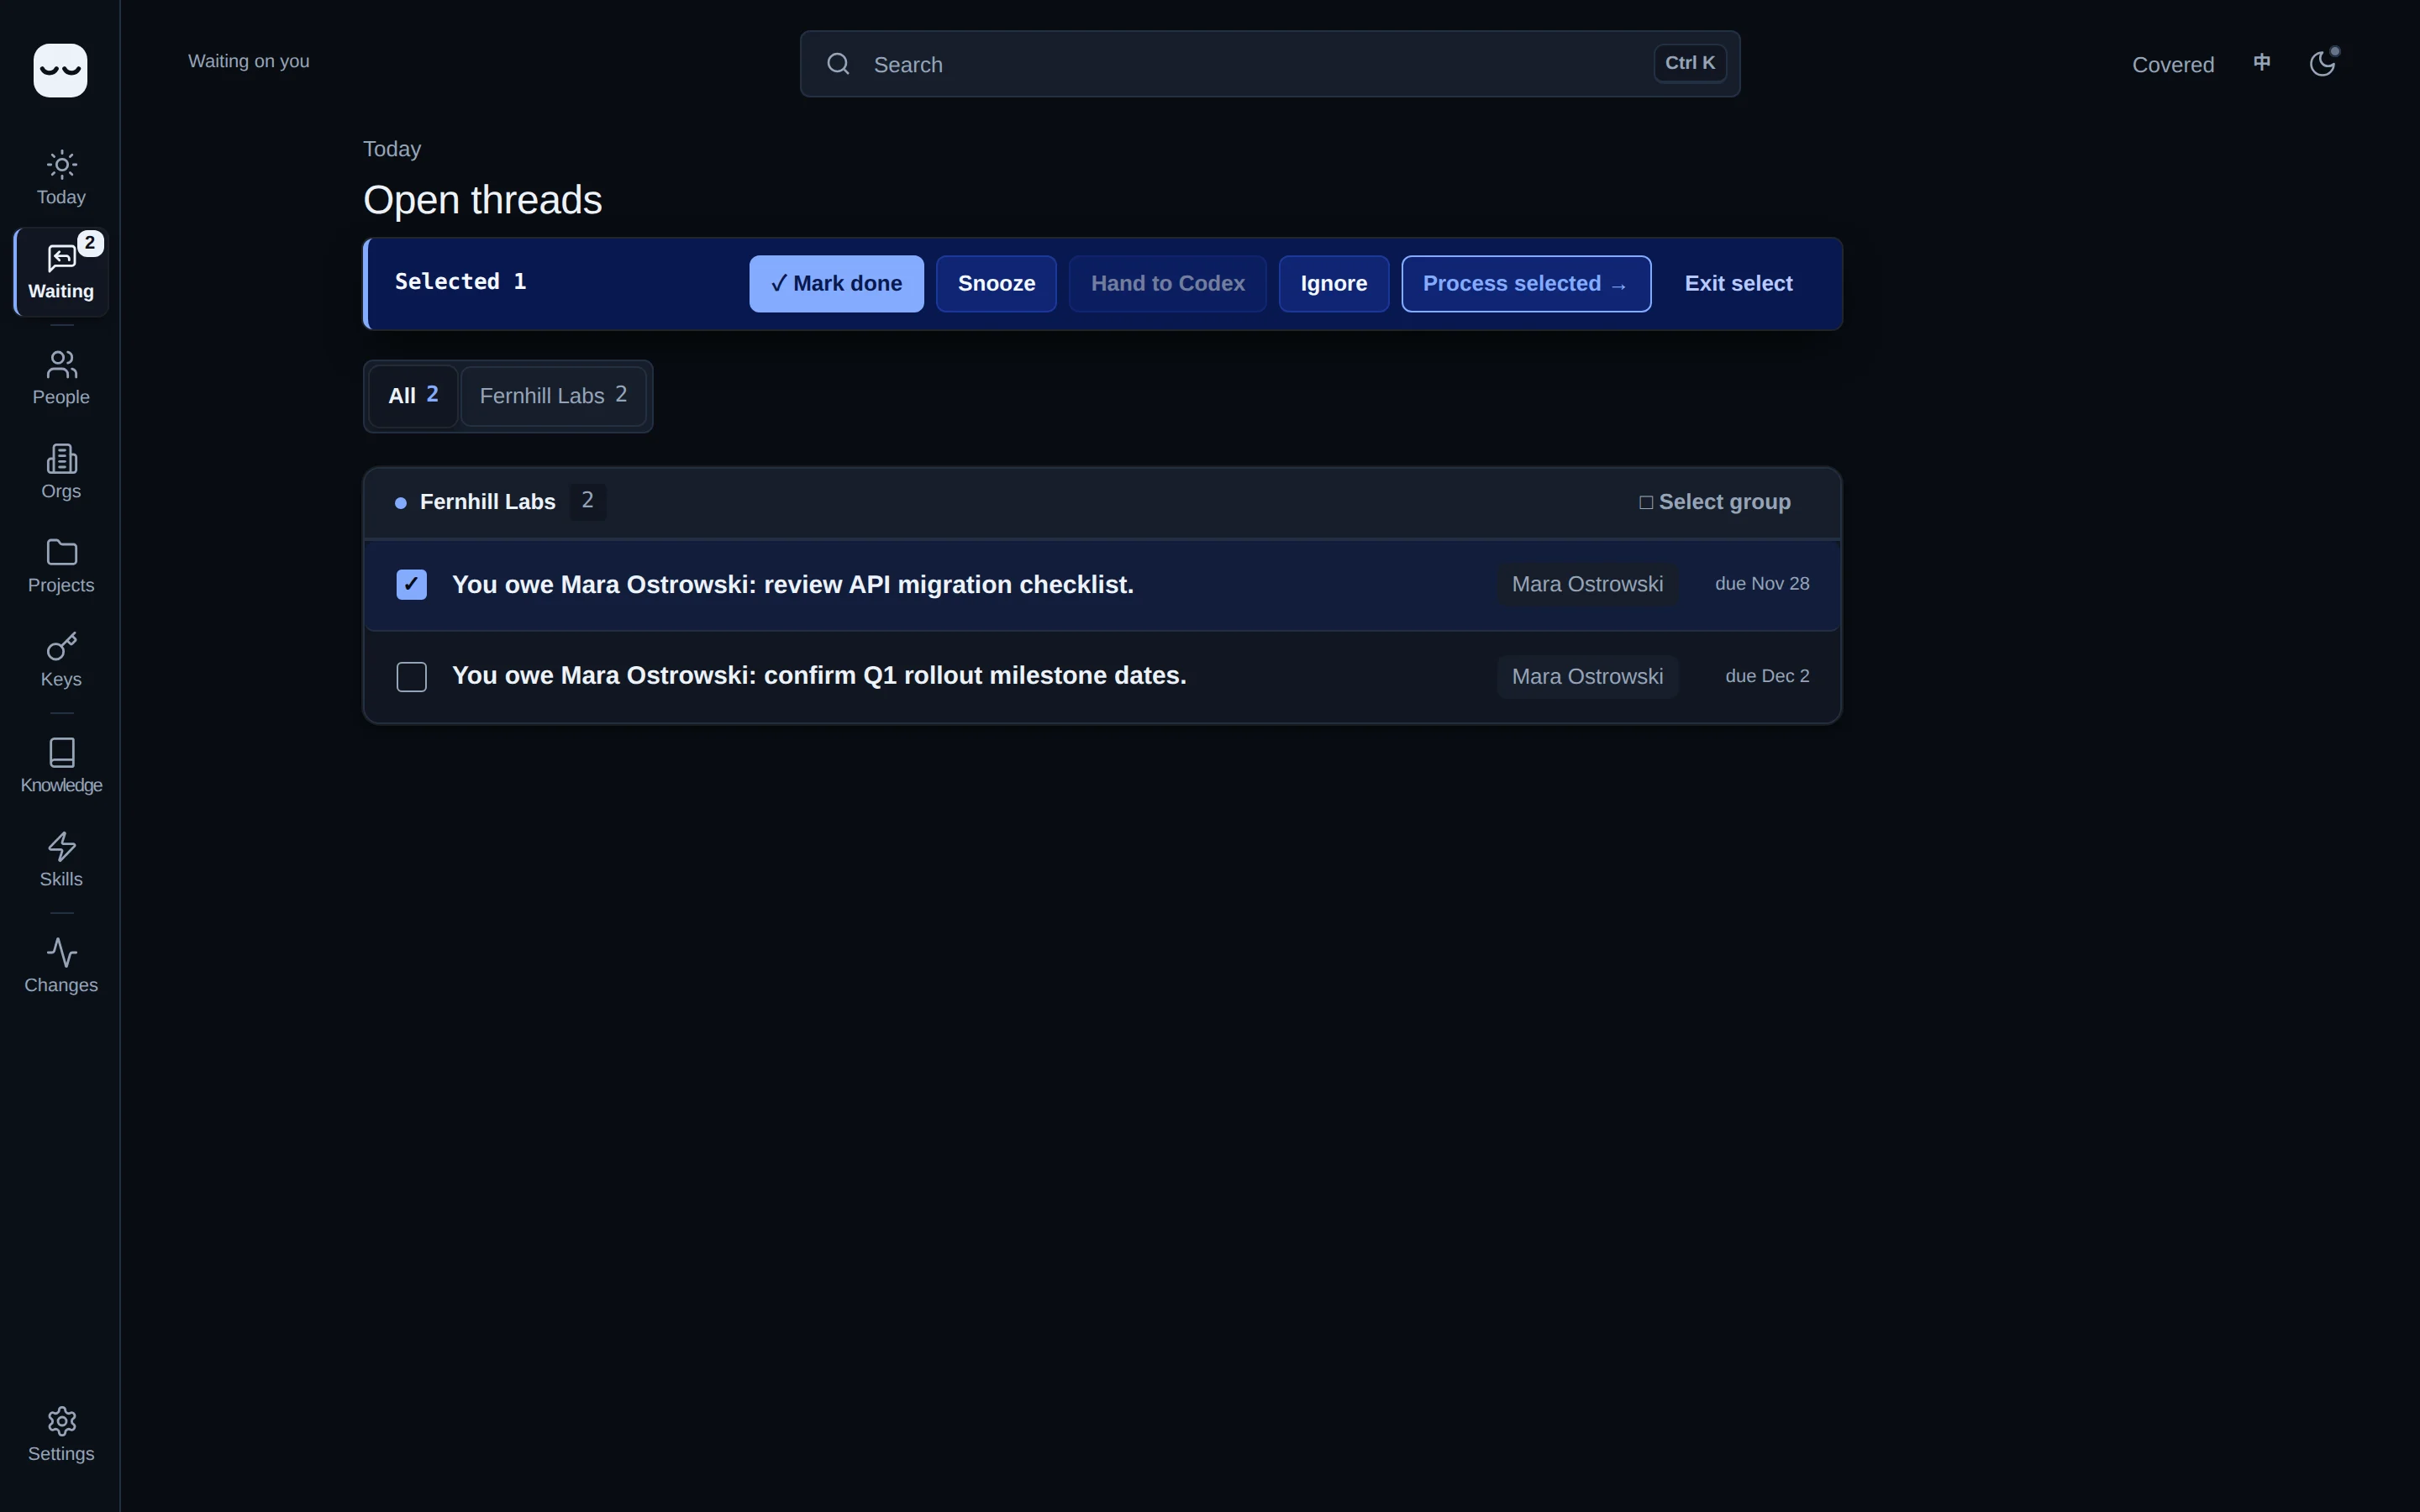 Waiting on you
Search
Ctrl K
Covered
中
Today
Waiting
2
People
Orgs
Projects
Keys
Knowledge
Skills
Changes
Settings
Today
Open threads
Selected 1
✓ Mark done
Snooze
Hand to Codex
Ignore
Process selected →
Exit select
All 2
Fernhill Labs 2
Fernhill Labs 2
□ Select group
✓ You owe Mara Ostrowski: review API migration checklist. Mara Ostrowski due Nov 28
You owe Mara Ostrowski: confirm Q1 rollout milestone dates. Mara Ostrowski due Dec 2